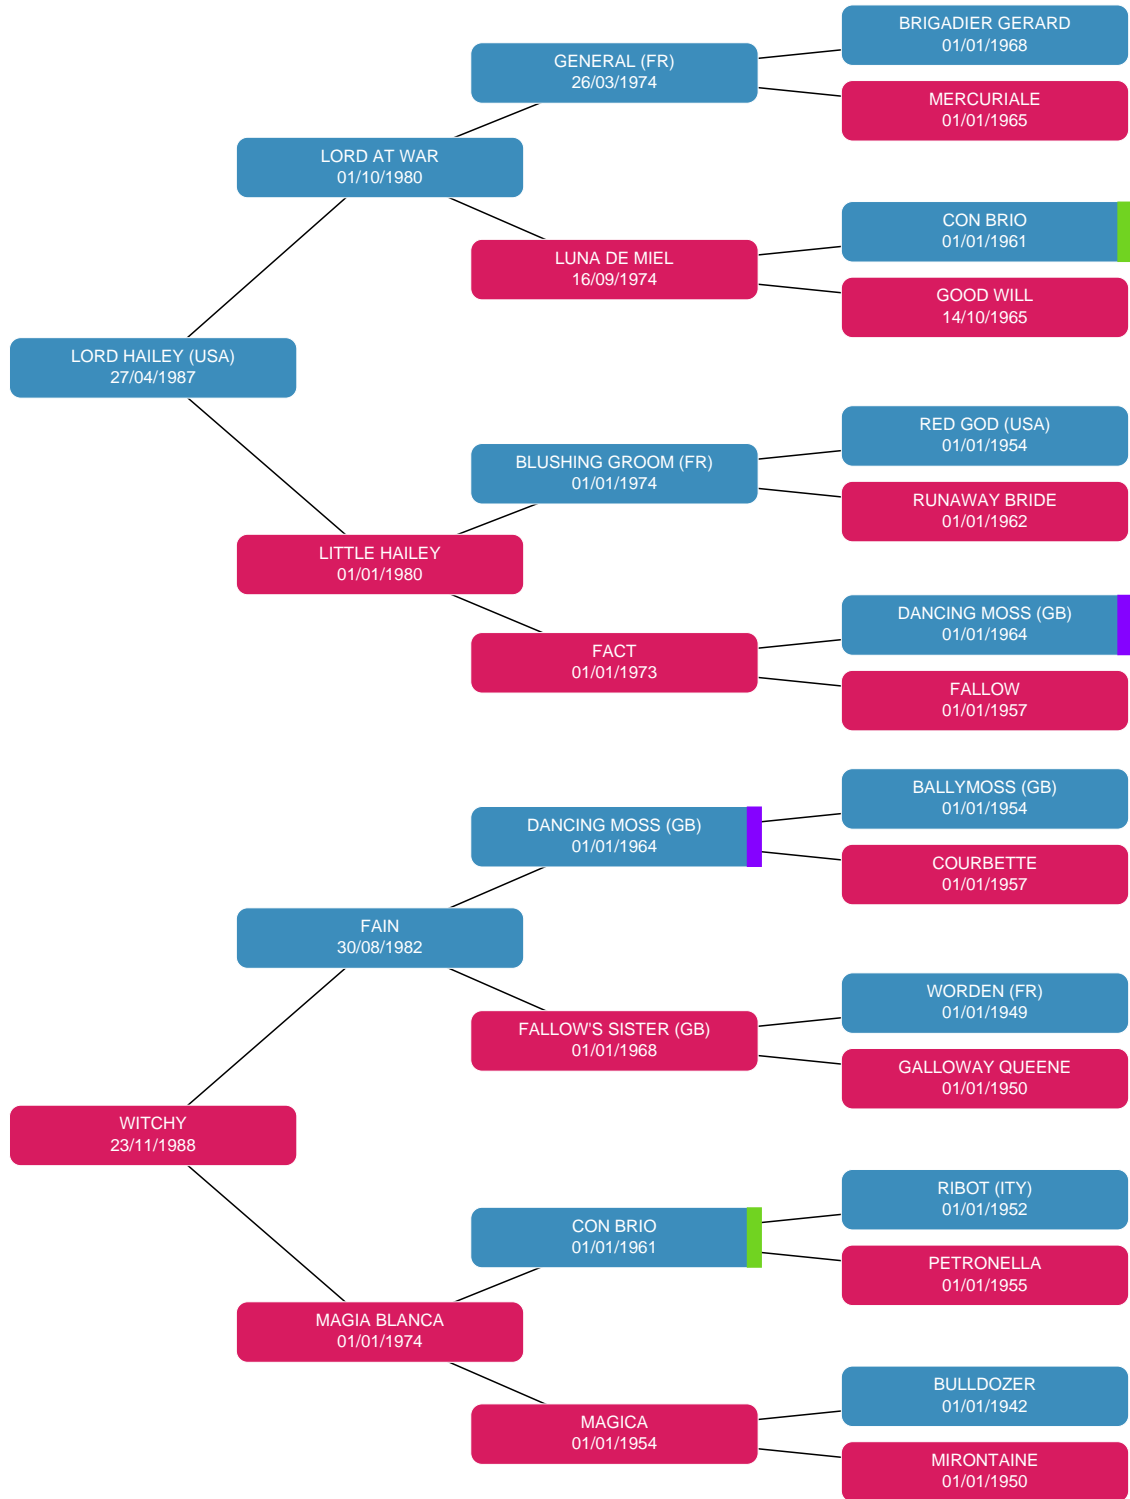 BRIGADIER GERARD
01/01/1968
GENERAL (FR)
26/03/1974
MERCURIALE
01/01/1965
LORD AT WAR
01/10/1980
CON BRIO
01/01/1961
LUNA DE MIEL
16/09/1974
GOOD WILL
14/10/1965
LORD HAILEY (USA)
27/04/1987
RED GOD (USA)
01/01/1954
BLUSHING GROOM (FR)
01/01/1974
RUNAWAY BRIDE
01/01/1962
LITTLE HAILEY
01/01/1980
DANCING MOSS (GB)
01/01/1964
FACT
01/01/1973
FALLOW
01/01/1957
BALLYMOSS (GB)
01/01/1954
DANCING MOSS (GB)
01/01/1964
COURBETTE
01/01/1957
FAIN
30/08/1982
WORDEN (FR)
01/01/1949
FALLOW'S SISTER (GB)
01/01/1968
GALLOWAY QUEENE
01/01/1950
WITCHY
23/11/1988
RIBOT (ITY)
01/01/1952
CON BRIO
01/01/1961
PETRONELLA
01/01/1955
MAGIA BLANCA
01/01/1974
BULLDOZER
01/01/1942
MAGICA
01/01/1954
MIRONTAINE
01/01/1950